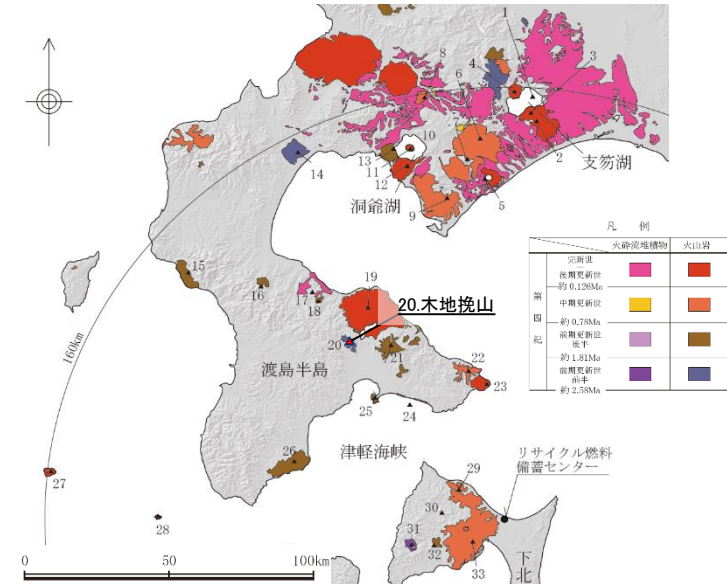 1
3
4
8
6
7
2
支笏湖
10
13
11
12
14
洞爺湖
9
5
凡 例
火砕流堆積物 火山岩
完新世
～
後期更新世
約0.126Ma
中期更新世
約0.78Ma
前期更新世
後半
約1.81Ma
前期更新世
前半
約2.58Ma
第四紀
15
16
17
18
19
20.木地挽山
20
21
160km
渡島半島
22
23
25
24
津軽海峡
リサイクル燃料
備蓄センター
26
27
28
29
30
31
32
33
下北
0 50 100km